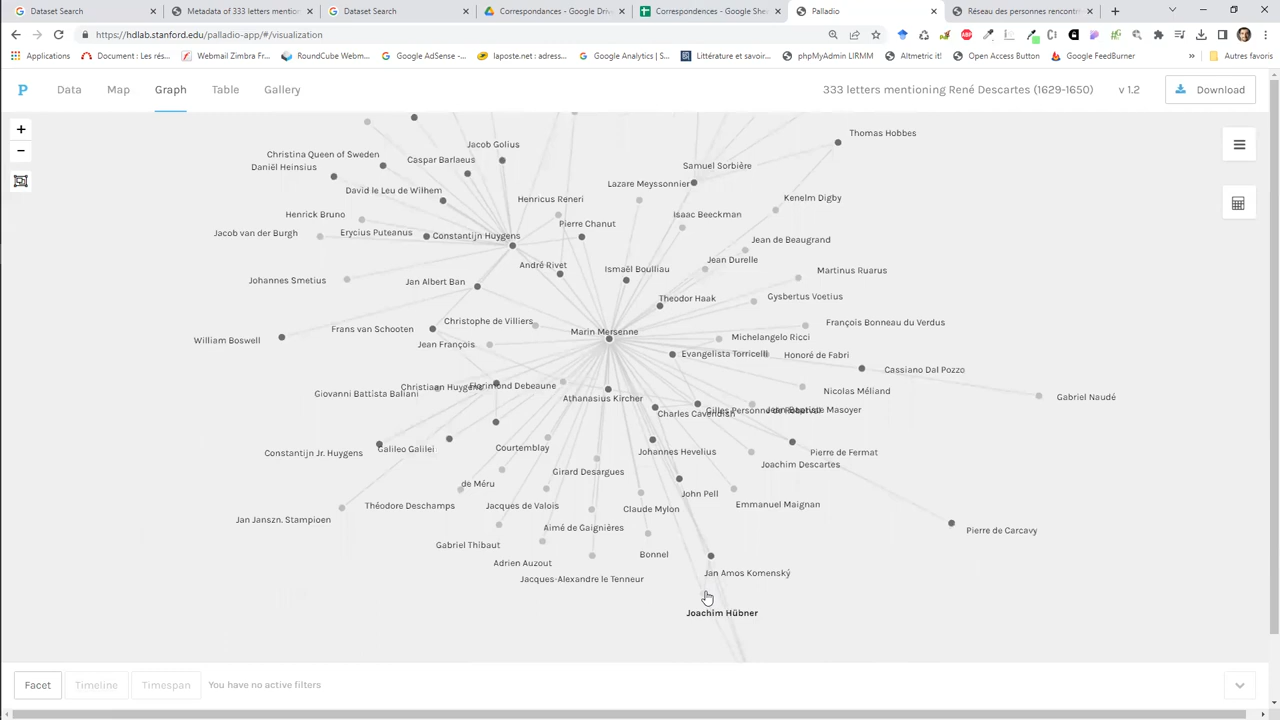 Dataset Search
Metadata of 333 letters mentio
Dataset Search
Correspondances - Google Driv
Correspondences - Google She
Palladio
Réseau des personnes rencontr
https://hdlab.stanford.edu/palladio-app/#/visualization
Applications
Document : Les rés...
Webmail Zimbra Fr...
RoundCube Webm...
Google AdSense -...
laposte.net : adress...
Google Analytics | S...
Littérature et savoir...
phpMyAdmin LIRMM
Altmetric it!
Open Access Button
Google FeedBurner
Autres favoris
P
Data
Map
Graph
Table
Gallery
333 letters mentioning René Descartes (1629-1650)
v 1.2
Download
+
−
Thomas Hobbes
Jacob Golius
Christina Queen of Sweden
Caspar Barlaeus
Daniël Heinsius
Samuel Sorbière
Lazare Meyssonnier
David le Leu de Wilhem
Henricus Reneri
Kenelm Digby
Henrick Bruno
Isaac Beeckman
Pierre Chanut
Jacob van der Burgh
Erycius Puteanus
Constantijn Huygens
Jean de Beaugrand
Jean Durelle
André Rivet
Ismaël Boulliau
Martinus Ruarus
Johannes Smetius
Jan Albert Ban
Theodor Haak
Gysbertus Voetius
Christophe de Villiers
François Bonneau du Verdus
Frans van Schooten
Marin Mersenne
William Boswell
Jean François
Michelangelo Ricci
Evangelista Torricelli
Honoré de Fabri
Cassiano Dal Pozzo
Christiaan Huygens
Florimond Debeaune
Giovanni Battista Baliani
Nicolas Méliand
Gabriel Naudé
Athanasius Kircher
Charles Cavendish
Gilles Personne de Roberval
Jean-Baptiste Masoyer
Constantijn Jr. Huygens
Galileo Galilei
Courtemblay
Johannes Hevelius
Pierre de Fermat
Joachim Descartes
Girard Desargues
de Méru
John Pell
Théodore Deschamps
Jacques de Valois
Claude Mylon
Emmanuel Maignan
Jan Janszn. Stampioen
Aimé de Gaignières
Pierre de Carcavy
Gabriel Thibaut
Bonnel
Adrien Auzout
Jacques-Alexandre le Tenneur
Jan Amos Komenský
Joachim Hübner
Facet
Timeline
Timespan
You have no active filters